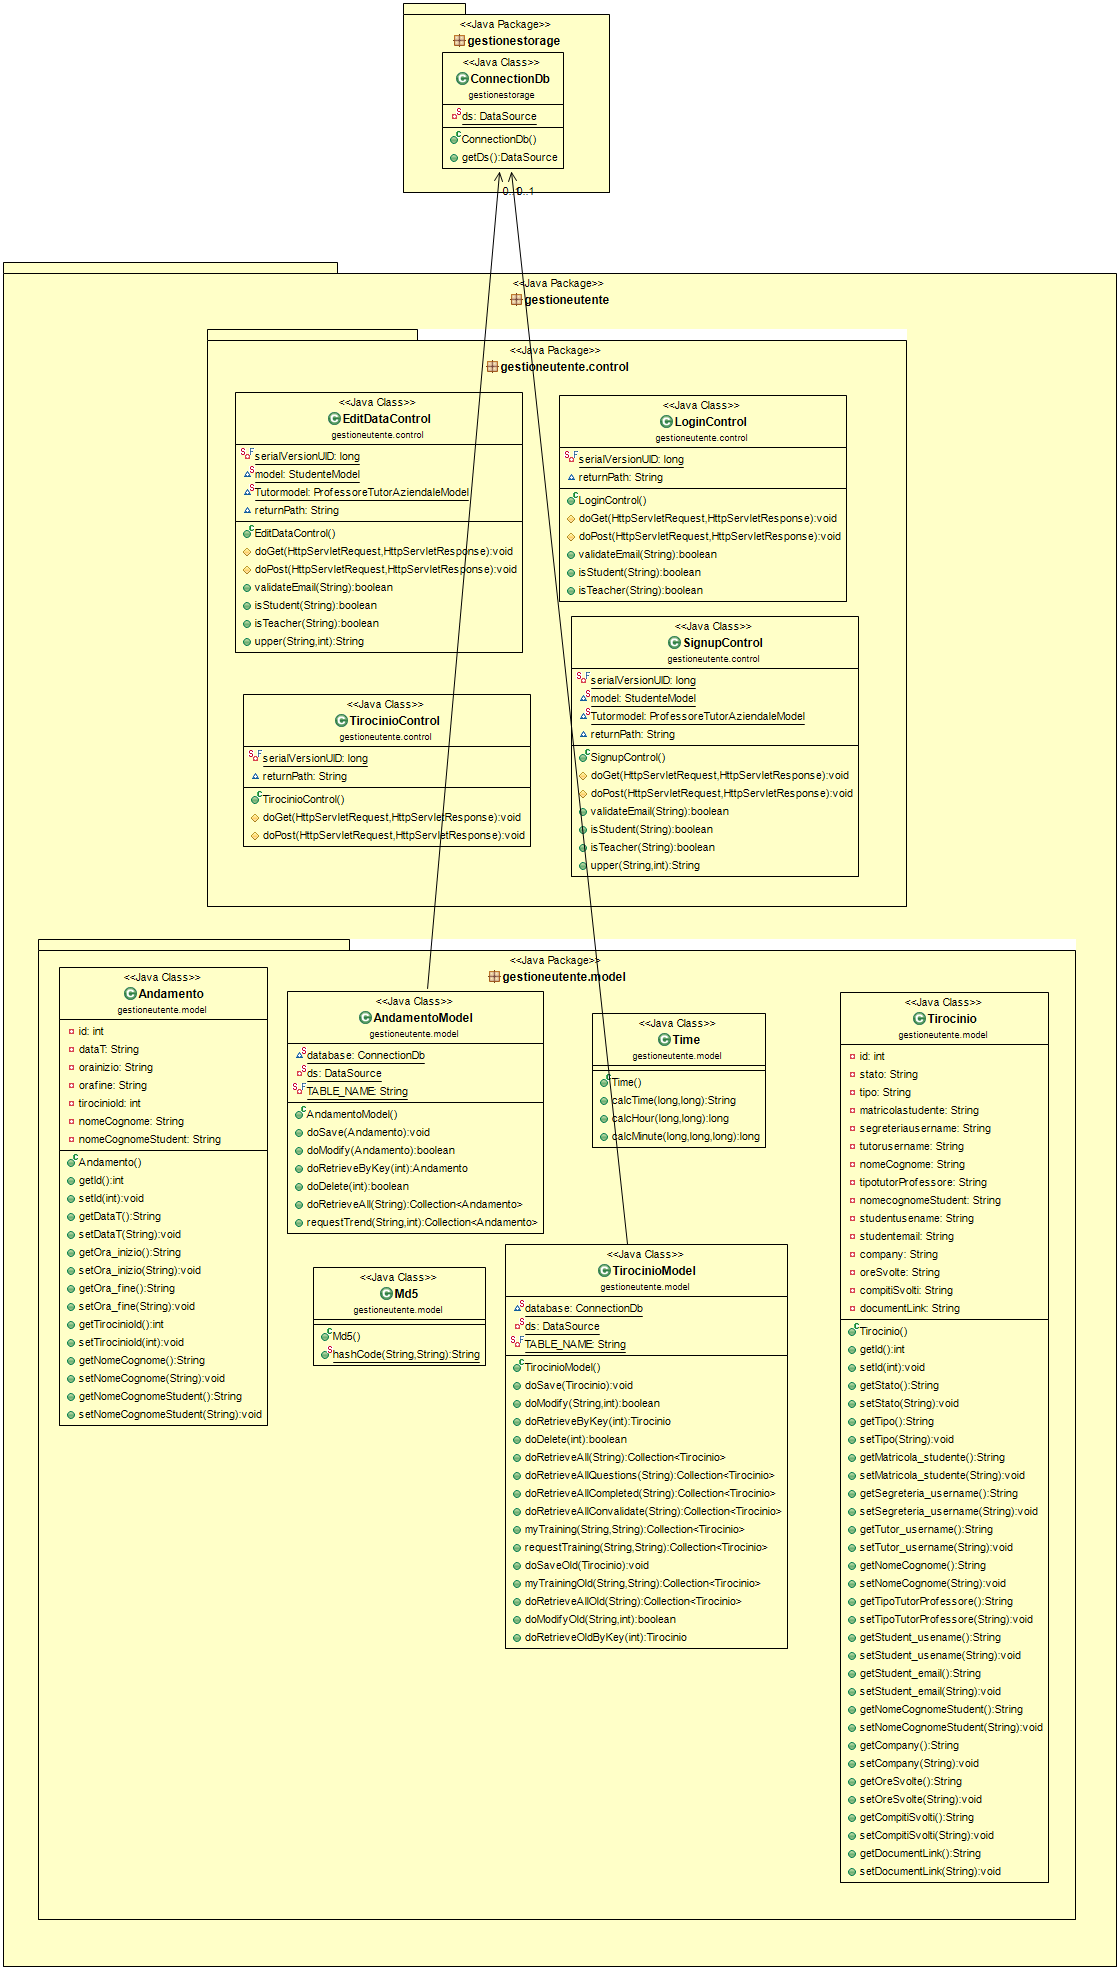 <<Java Package>>
gestionestorage
<<Java Class>>
ConnectionDb
gestionestorage
ds: DataSource
ConnectionDb()
getDs():DataSource
0..1
0..1
<<Java Package>>
gestioneutente
<<Java Package>>
gestioneutente.control
<<Java Class>>
EditDataControl
gestioneutente.control
serialVersionUID: long
model: StudenteModel
Tutormodel: ProfessoreTutorAziendaleModel
returnPath: String
EditDataControl()
doGet(HttpServletRequest,HttpServletResponse):void
doPost(HttpServletRequest,HttpServletResponse):void
validateEmail(String):boolean
isStudent(String):boolean
isTeacher(String):boolean
upper(String,int):String
<<Java Class>>
LoginControl
gestioneutente.control
serialVersionUID: long
returnPath: String
LoginControl()
doGet(HttpServletRequest,HttpServletResponse):void
doPost(HttpServletRequest,HttpServletResponse):void
validateEmail(String):boolean
isStudent(String):boolean
isTeacher(String):boolean
<<Java Class>>
SignupControl
gestioneutente.control
serialVersionUID: long
model: StudenteModel
Tutormodel: ProfessoreTutorAziendaleModel
returnPath: String
SignupControl()
doGet(HttpServletRequest,HttpServletResponse):void
doPost(HttpServletRequest,HttpServletResponse):void
validateEmail(String):boolean
isStudent(String):boolean
isTeacher(String):boolean
upper(String,int):String
<<Java Class>>
TirocinioControl
gestioneutente.control
serialVersionUID: long
returnPath: String
TirocinioControl()
doGet(HttpServletRequest,HttpServletResponse):void
doPost(HttpServletRequest,HttpServletResponse):void
<<Java Package>>
gestioneutente.model
<<Java Class>>
Andamento
gestioneutente.model
id: int
dataT: String
orainizio: String
orafine: String
tirocinioId: int
nomeCognome: String
nomeCognomeStudent: String
Andamento()
getId():int
setId(int):void
getDataT():String
setDataT(String):void
getOra_inizio():String
setOra_inizio(String):void
getOra_fine():String
setOra_fine(String):void
getTirocinioId():int
setTirocinioId(int):void
getNomeCognome():String
setNomeCognome(String):void
getNomeCognomeStudent():String
setNomeCognomeStudent(String):void
<<Java Class>>
AndamentoModel
gestioneutente.model
database: ConnectionDb
ds: DataSource
TABLE_NAME: String
AndamentoModel()
doSave(Andamento):void
doModify(Andamento):boolean
doRetrieveByKey(int):Andamento
doDelete(int):boolean
doRetrieveAll(String):Collection<Andamento>
requestTrend(String,int):Collection<Andamento>
<<Java Class>>
Time
gestioneutente.model
Time()
calcTime(long,long):String
calcHour(long,long):long
calcMinute(long,long,long):long
<<Java Class>>
Md5
gestioneutente.model
Md5()
hashCode(String,String):String
<<Java Class>>
TirocinioModel
gestioneutente.model
database: ConnectionDb
ds: DataSource
TABLE_NAME: String
TirocinioModel()
doSave(Tirocinio):void
doModify(String,int):boolean
doRetrieveByKey(int):Tirocinio
doDelete(int):boolean
doRetrieveAll(String):Collection<Tirocinio>
doRetrieveAllQuestions(String):Collection<Tirocinio>
doRetrieveAllCompleted(String):Collection<Tirocinio>
doRetrieveAllConvalidate(String):Collection<Tirocinio>
myTraining(String,String):Collection<Tirocinio>
requestTraining(String,String):Collection<Tirocinio>
doSaveOld(Tirocinio):void
myTrainingOld(String,String):Collection<Tirocinio>
doRetrieveAllOld(String):Collection<Tirocinio>
doModifyOld(String,int):boolean
doRetrieveOldByKey(int):Tirocinio
<<Java Class>>
Tirocinio
gestioneutente.model
id: int
stato: String
tipo: String
matricolastudente: String
segreteriausername: String
tutorusername: String
nomeCognome: String
tipotutorProfessore: String
nomecognomeStudent: String
studentusename: String
studentemail: String
company: String
oreSvolte: String
compitiSvolti: String
documentLink: String
Tirocinio()
getId():int
setId(int):void
getStato():String
setStato(String):void
getTipo():String
setTipo(String):void
getMatricola_studente():String
setMatricola_studente(String):void
getSegreteria_username():String
setSegreteria_username(String):void
getTutor_username():String
setTutor_username(String):void
getNomeCognome():String
setNomeCognome(String):void
getTipoTutorProfessore():String
setTipoTutorProfessore(String):void
getStudent_usename():String
setStudent_usename(String):void
getStudent_email():String
setStudent_email(String):void
getNomeCognomeStudent():String
setNomeCognomeStudent(String):void
getCompany():String
setCompany(String):void
getOreSvolte():String
setOreSvolte(String):void
getCompitiSvolti():String
setCompitiSvolti(String):void
getDocumentLink():String
setDocumentLink(String):void